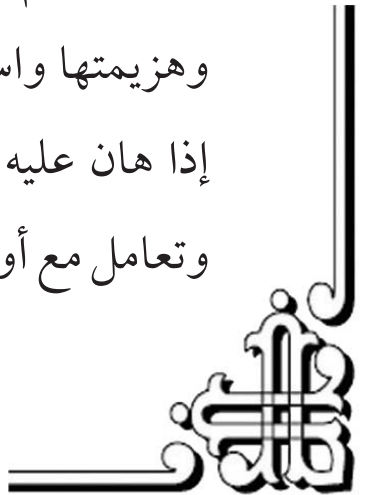 وهزيمتها
إذا هان عليه
وتعامل مع